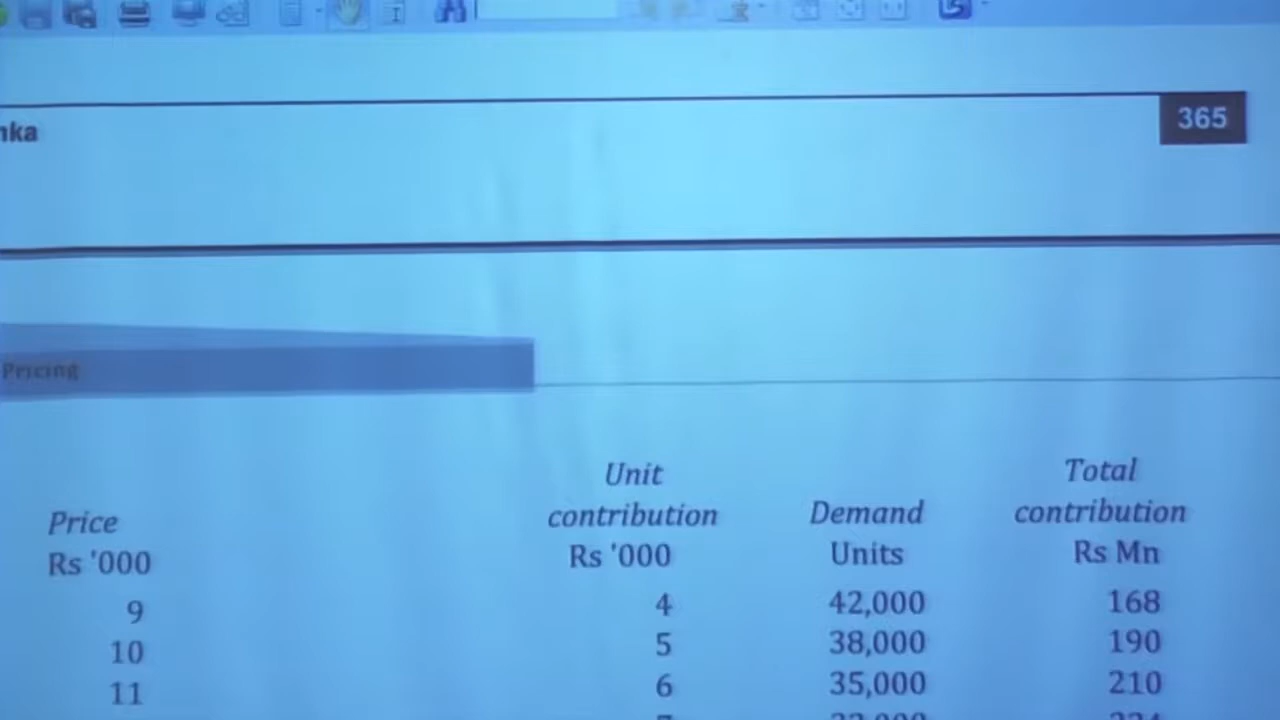 nka
365
Pricing
Unit Total
Price contribution Demand contribution
Rs '000 Rs '000 Units Rs Mn
9 4 42,000 168
10 5 38,000 190
11 6 35,000 210